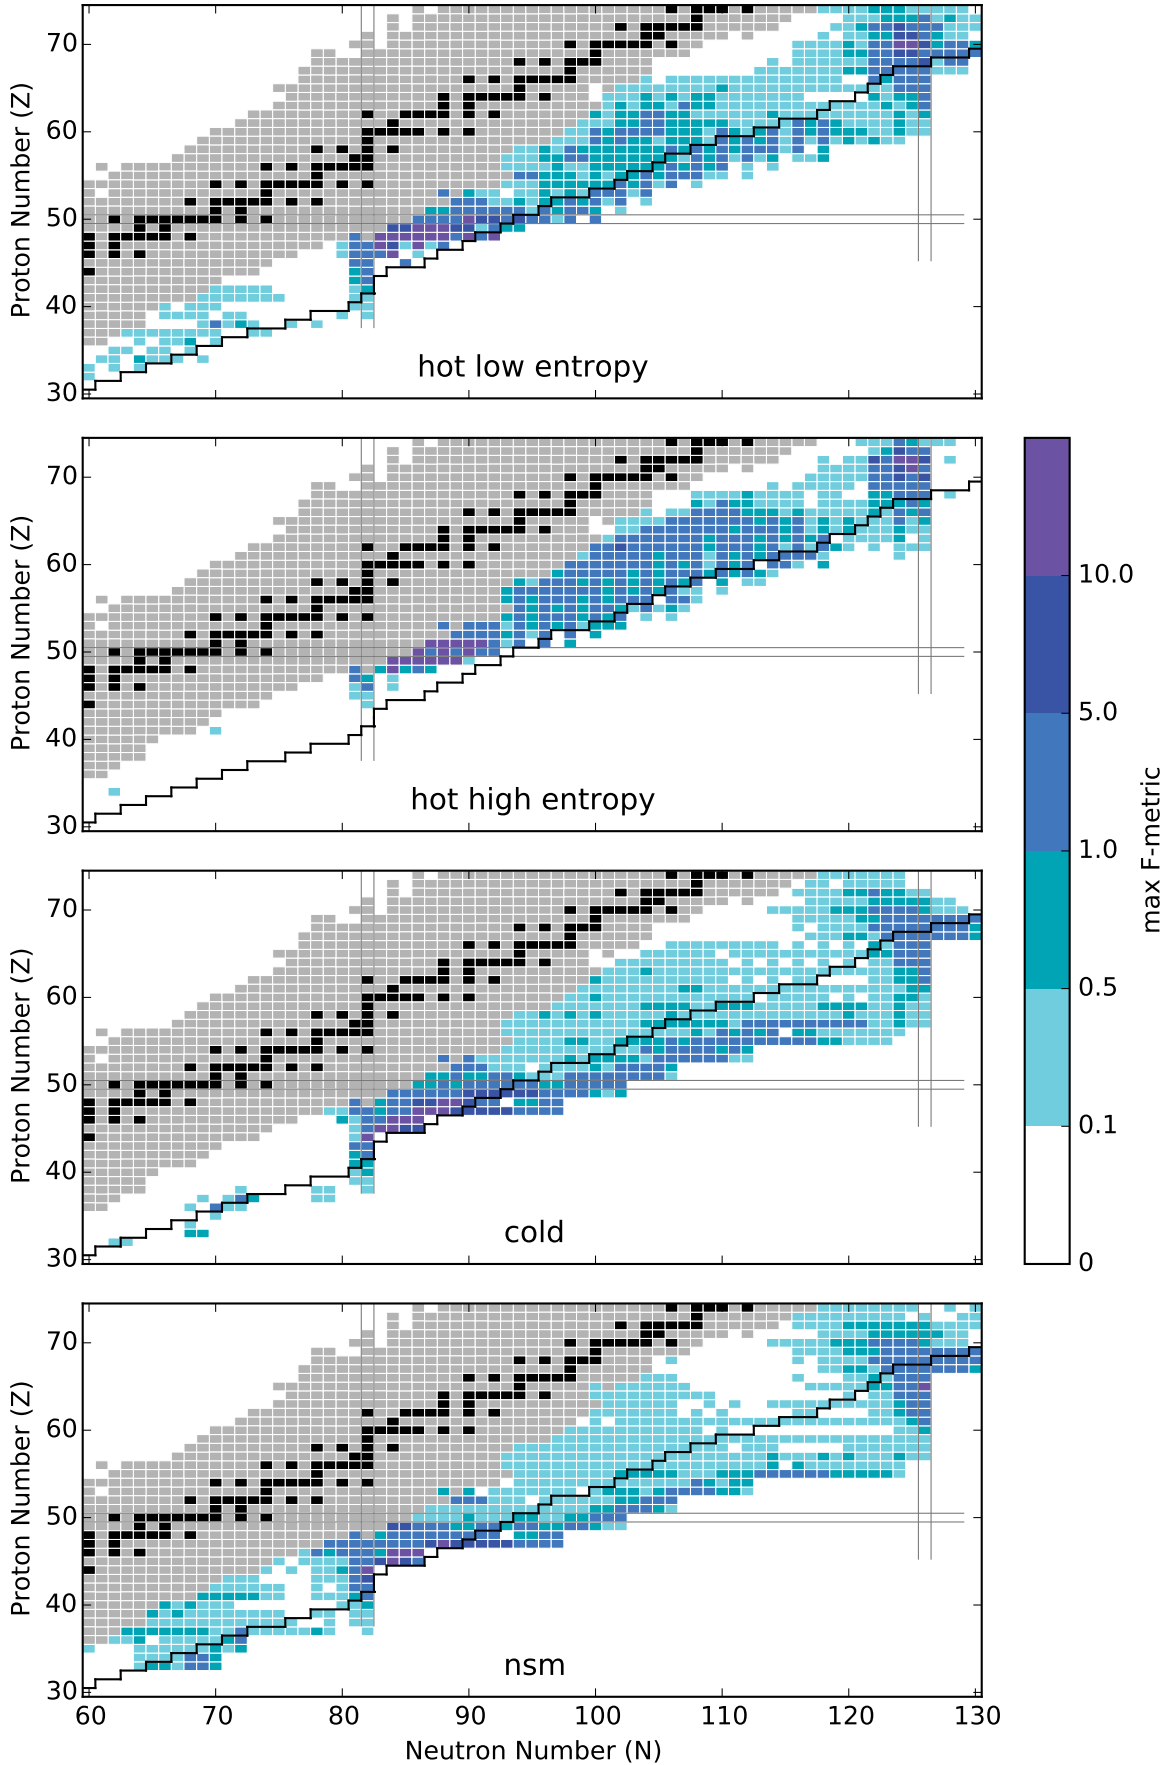 70
60
50
40
30
Proton Number (Z)
hot low entropy
70
60
50
40
30
Proton Number (Z)
hot high entropy
70
60
50
40
30
Proton Number (Z)
cold
70
60
50
40
30
Proton Number (Z)
nsm
60 70 80 90 100 110 120 130
Neutron Number (N)
10.0
5.0
1.0
0.5
0.1
0
max F-metric